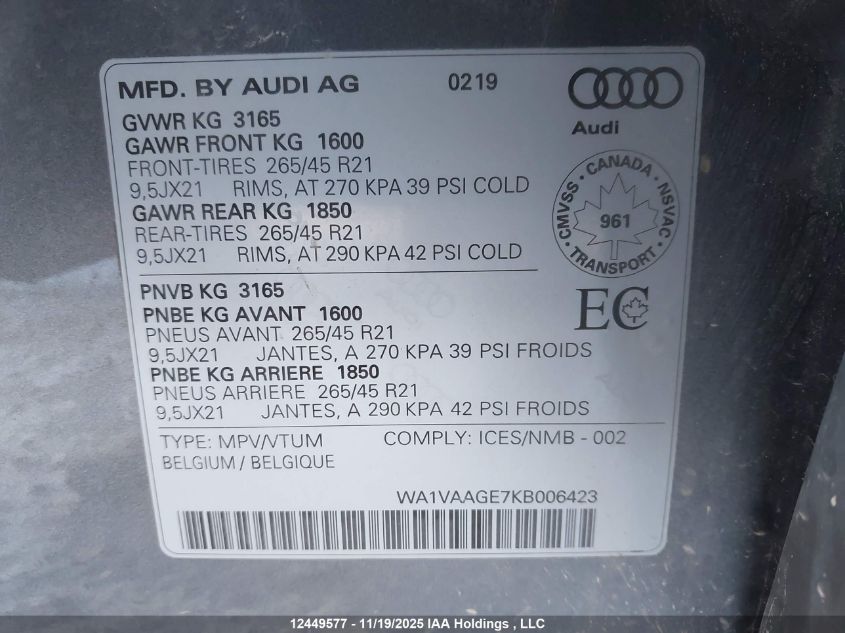 MFD. BY AUDI AG 0219
Audi
GVWR KG 3165
GAWR FRONT KG 1600
FRONT-TIRES 265/45 R21
9,5JX21 RIMS, AT 270 KPA 39 PSI COLD
GAWR REAR KG 1850
REAR-TIRES 265/45 R21
9,5JX21 RIMS, AT 290 KPA 42 PSI COLD
CMVSS • CANADA • NSVAC • TRANSPORT •
961
EC
PNVB KG 3165
PNBE KG AVANT 1600
PNEUS AVANT 265/45 R21
9,5JX21 JANTES, A 270 KPA 39 PSI FROIDS
PNBE KG ARRIERE 1850
PNEUS ARRIERE 265/45 R21
9,5JX21 JANTES, A 290 KPA 42 PSI FROIDS
TYPE: MPV/VTUM COMPLY: ICES/NMB - 002
BELGIUM / BELGIQUE
WA1VAAGE7KB006423
12449577 - 11/19/2025 IAA Holdings , LLC